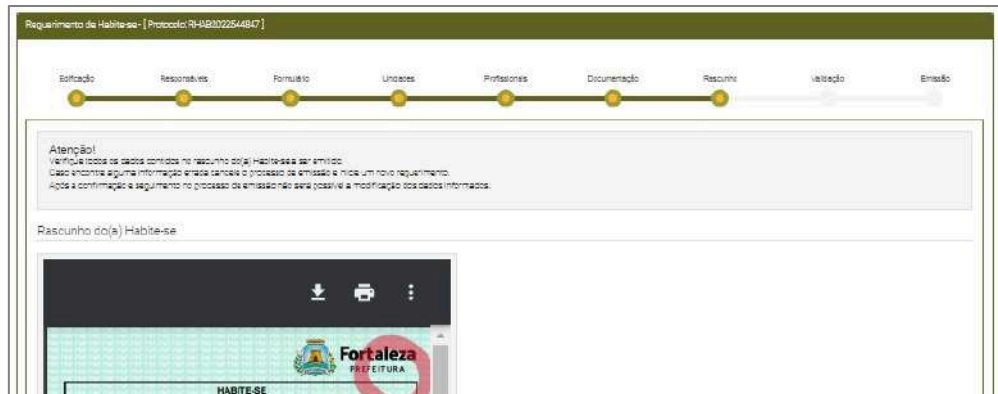 Requerimento de Habite-se - [ Protocolo: RHAB2022544847 ]
Edificação Responsáveis Formulário Unidades Profissionais Documentação Rascunho Validação Emissão
Atenção!
Verifique todos os dados contidos no rascunho do(a) Habite-se a ser emitido.
Caso encontre alguma informação errada cancele o processo de emissão e inicie um novo requerimento.
Após a confirmação e seguimento no processo de emissão não será possível a modificação dos dados informados.
Rascunho do(a) Habite-se
Fortaleza
PREFEITURA
HABITE-SE